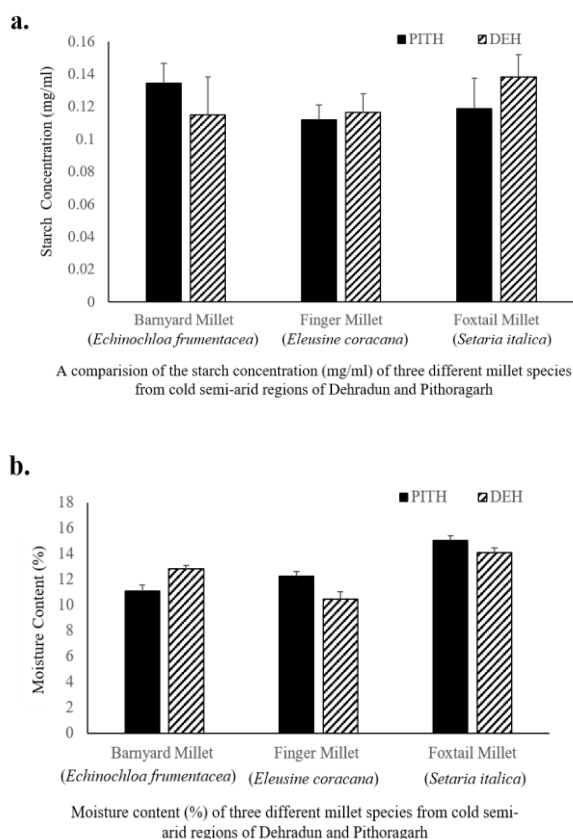 a.
PITH DEH
0.16
0.14
0.12
0.1
0.08
0.06
0.04
0.02
0
Starch Concentration (mg/ml)
Barnyard Millet Finger Millet Foxtail Millet
(Echinochloa frumentacea) (Eleusine coracana) (Setaria italica)
A comparision of the starch concentration (mg/ml) of three different millet species
from cold semi-arid regions of Dehradun and Pithoragarh
b.
PITH DEH
18
16
14
12
10
8
6
4
2
0
Moisture Content (%)
Barnyard Millet Finger Millet Foxtail Millet
(Echinochloa frumentacea) (Eleusine coracana) (Setaria italica)
Moisture content (%) of three different millet species from cold semi-
arid regions of Dehradun and Pithoragarh